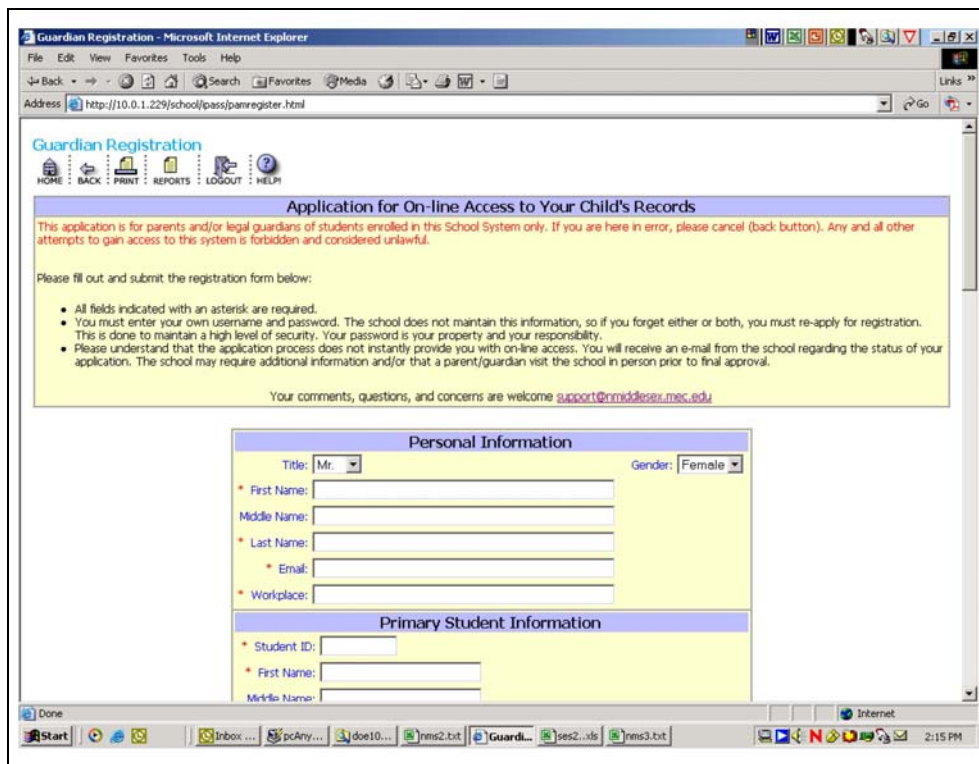 Guardian Registration - Microsoft Internet Explorer
File Edit View Favorites Tools Help
Back Search Favorites Media Links »
Address http://10.0.1.229/school/ipass/pamregister.html Go
Guardian Registration
HOME BACK PRINT REPORTS LOGOUT HELP!
Application for On-line Access to Your Child's Records
This application is for parents and/or legal guardians of students enrolled in this School System only. If you are here in error, please cancel (back button). Any and all other
attempts to gain access to this system is forbidden and considered unlawful.
Please fill out and submit the registration form below:
• All fields indicated with an asterisk are required.
• You must enter your own username and password. The school does not maintain this information, so if you forget either or both, you must re-apply for registration.
This is done to maintain a high level of security. Your password is your property and your responsibility.
• Please understand that the application process does not instantly provide you with on-line access. You will receive an e-mail from the school regarding the status of your
application. The school may require additional information and/or that a parent/guardian visit the school in person prior to final approval.
Your comments, questions, and concerns are welcome support@nmiddlesex.mec.edu
Personal Information
Title: Mr. Gender: Female
* First Name:
Middle Name:
* Last Name:
* Email:
* Workplace:
Primary Student Information
* Student ID:
* First Name:
Middle Name:
Done Internet
Start Inbox ... pcAny... doe10... nms2.txt Guardi... ses2...xls nms3.txt 2:15 PM